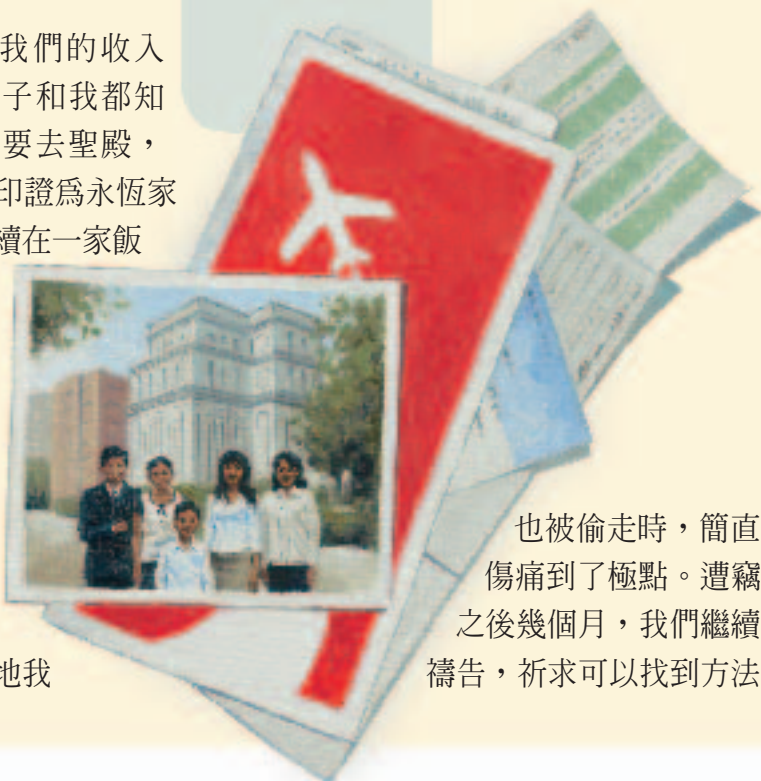 我們的收入
子和我都知
要去聖殿，
印證爲永恆家
續在一家飯
地我
也被偷走時，簡直
傷痛到了極點。遭竊
之後幾個月，我們繼續
禱告，祈求可以找到方法